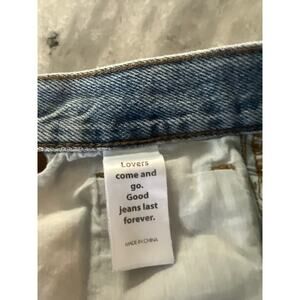 Lovers
come and
go.
Good
jeans last
forever.
MADE IN CHINA